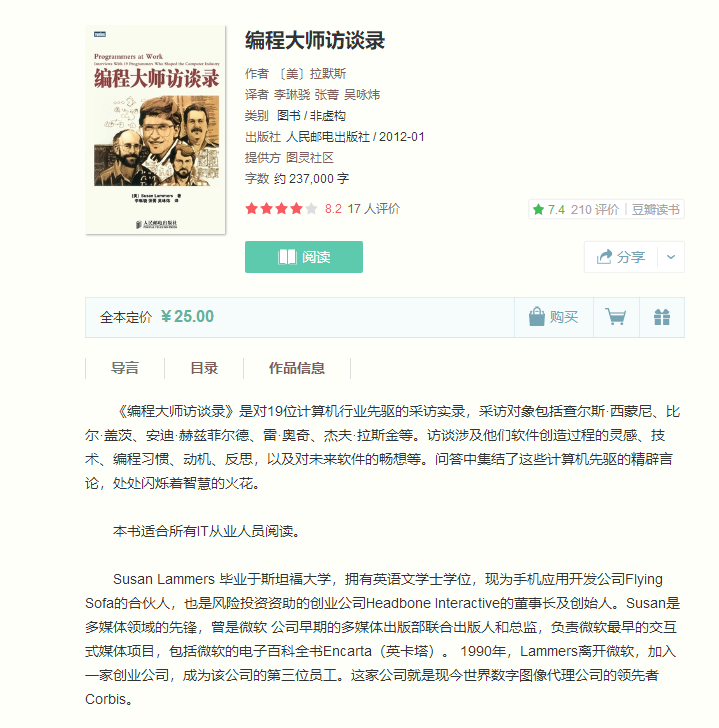 编程大师访谈录
Programmers at Work
Interviews With 19 Programmers Who Shaped the Computer Industry
编程大师访谈录
[美] Susan Lammers 著
李琳骁 张菁 吴咏炜 译
人民邮电出版社
POSTS & TELECOM PRESS
作者 〔美〕拉默斯
译者 李琳骁 张菁 吴咏炜
类别 图书 / 非虚构
出版社 人民邮电出版社 / 2012-01
提供方 图灵社区
字数 约 237,000 字
8.2 17 人评价
7.4 210 评价 豆瓣读书
阅读
分享
全本定价 ￥25.00
购买
导言 目录 作品信息
《编程大师访谈录》是对19位计算机行业先驱的采访实录，采访对象包括查尔斯·西蒙尼、比
尔·盖茨、安迪·赫兹菲尔德、雷·奥奇、杰夫·拉斯金等。访谈涉及他们软件创造过程的灵感、技
术、编程习惯、动机、反思，以及对未来软件的畅想等。问答中集结了这些计算机先驱的精辟言
论，处处闪烁着智慧的火花。
本书适合所有IT从业人员阅读。
Susan Lammers 毕业于斯坦福大学，拥有英语文学士学位，现为手机应用开发公司Flying
Sofa的合伙人，也是风险投资资助的创业公司Headbone Interactive的董事长及创始人。Susan是
多媒体领域的先锋，曾是微软 公司早期的多媒体出版部联合出版人和总监，负责微软最早的交互
式媒体项目，包括微软的电子百科全书Encarta（英卡塔）。 1990年，Lammers离开微软，加入
一家创业公司，成为该公司的第三位员工。这家公司就是现今世界数字图像代理公司的领先者
Corbis。